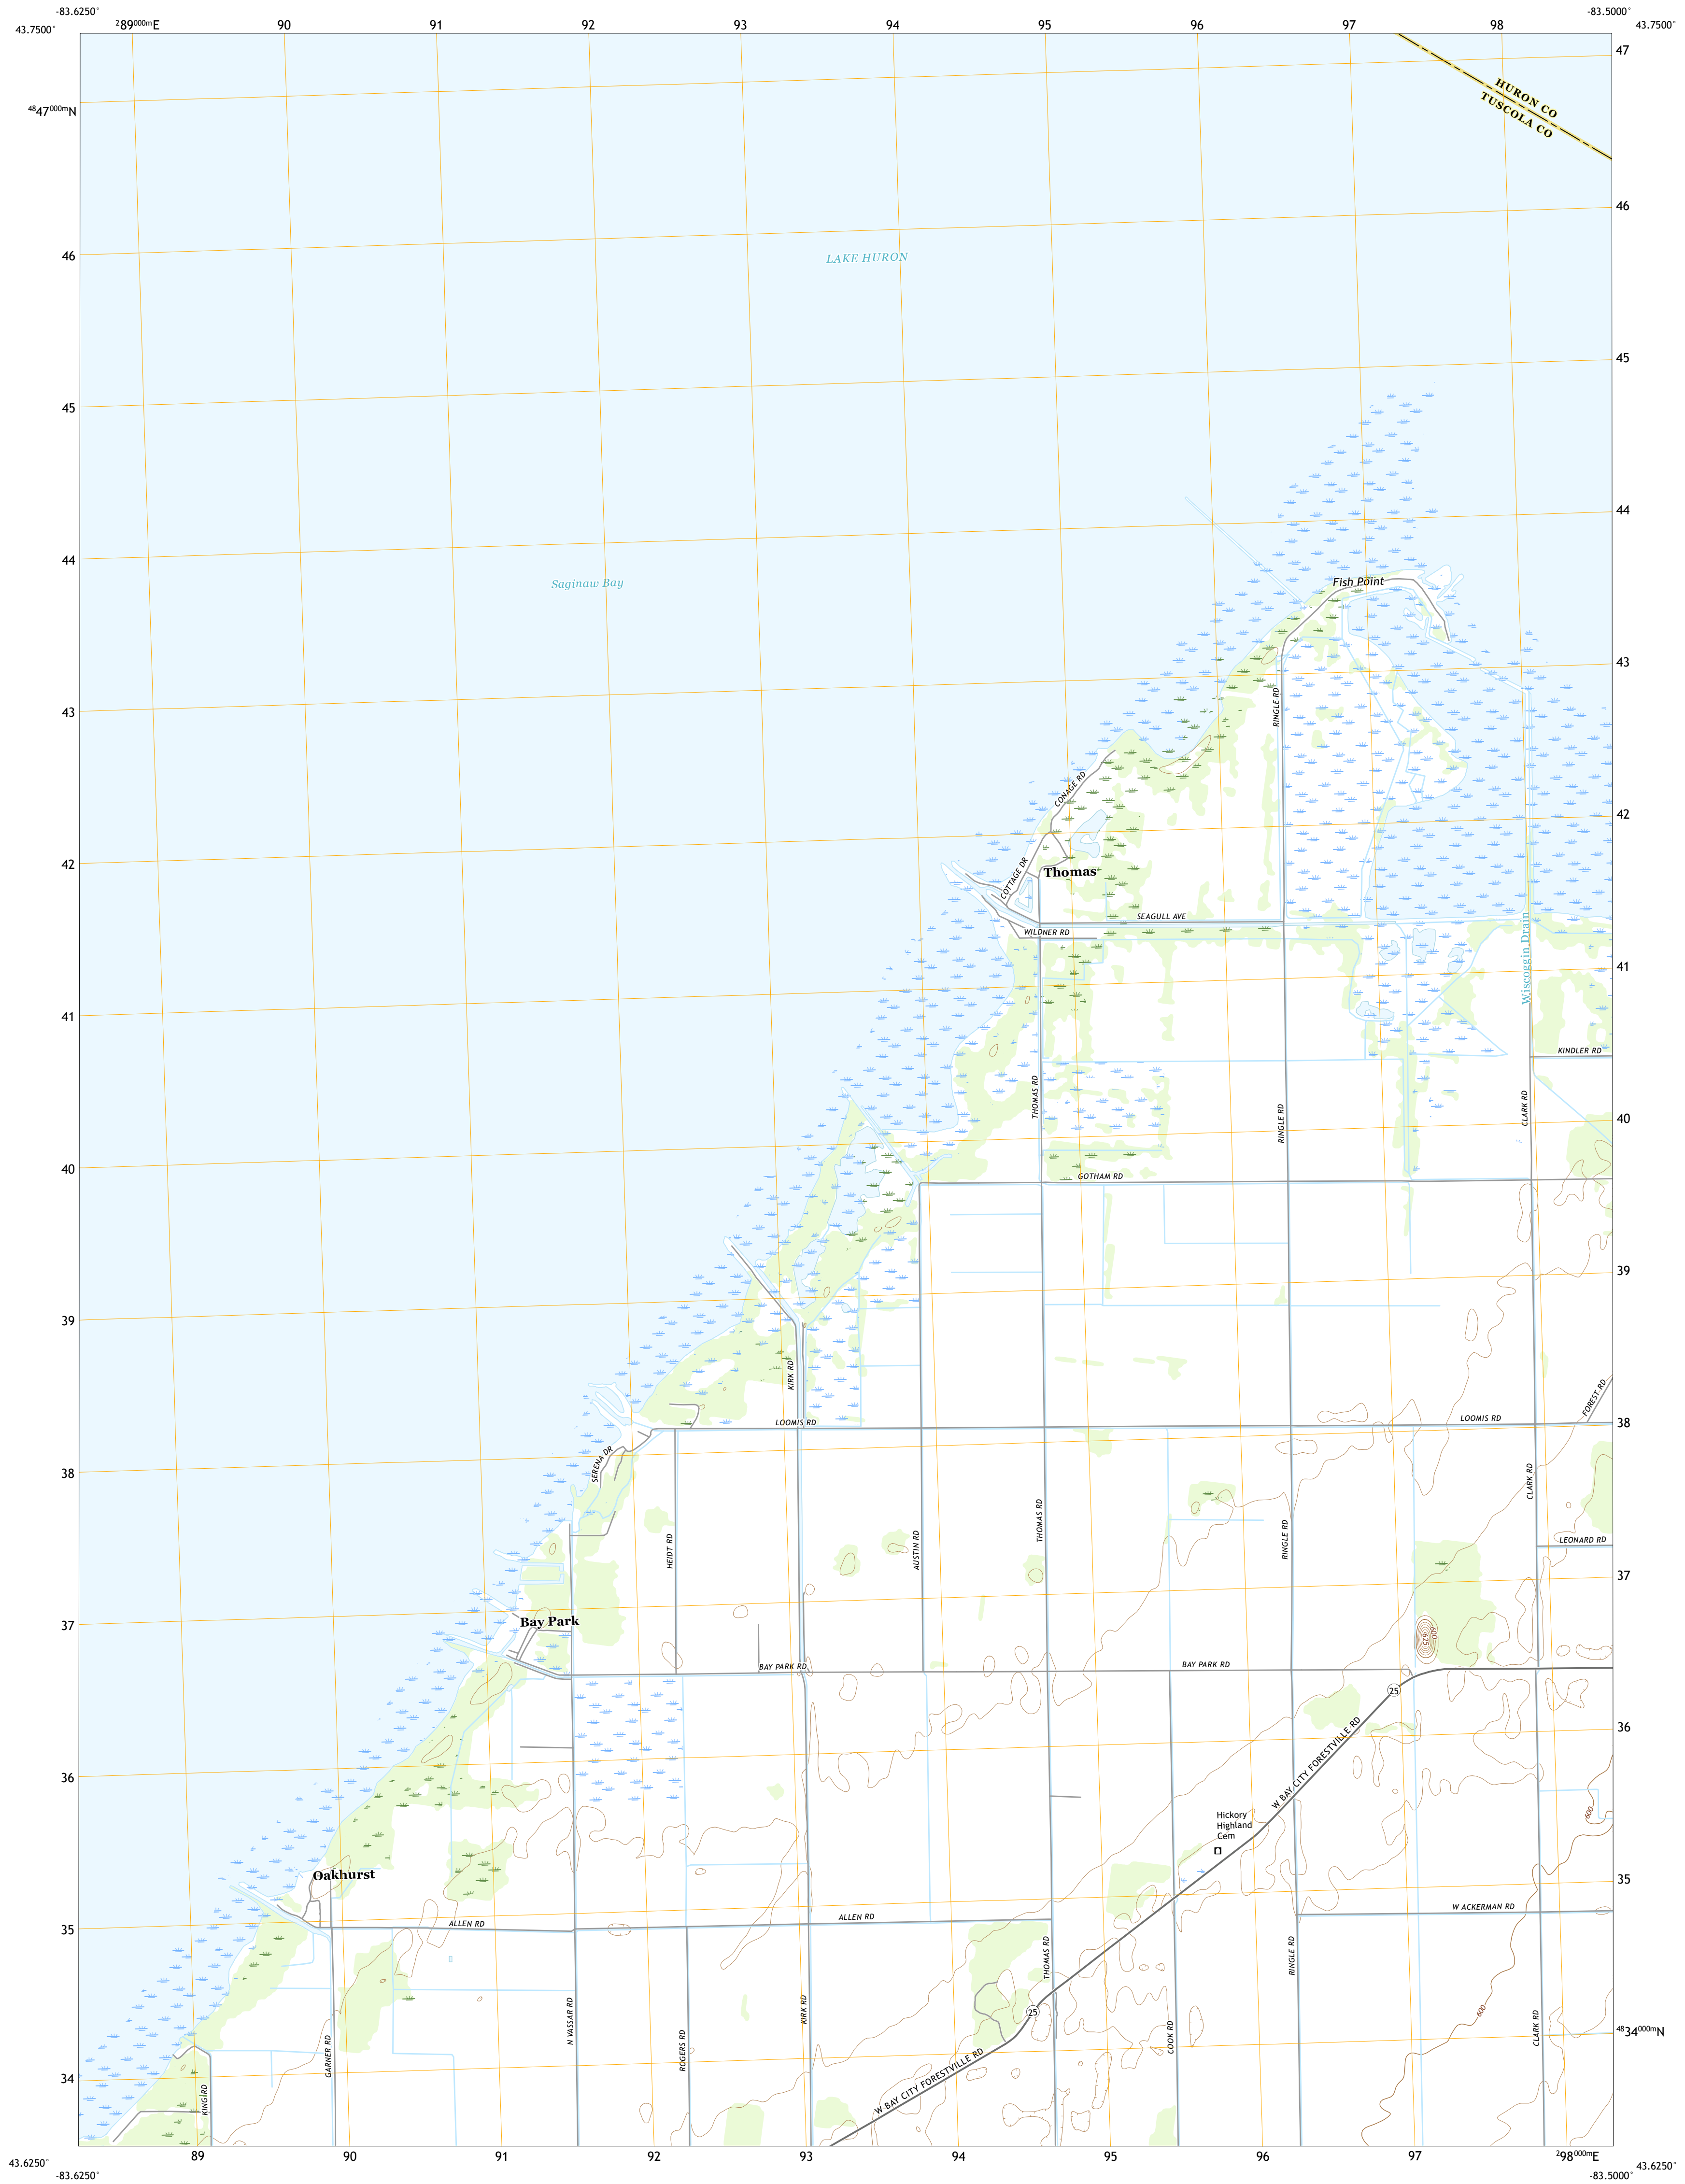 -83.6250°
-83.5000°
43.7500°
²89⁰⁰⁰ᵐE
90
91
92
93
94
95
96
97
98
43.7500°
47
HURON CO
TUSCOLA CO
⁴⁸47⁰⁰⁰ᵐN
46
LAKE HURON
46
45
45
44
44
Saginaw Bay
Fish Point
43
RINGLE RD
43
CONAGE RD
42
COTTAGE DR
42
Thomas
SEAGULL AVE
WILDNER RD
Wiscoggin Drain
41
41
KINDLER RD
THOMAS RD
RINGLE RD
CLARK RD
40
40
GOTHAM RD
39
39
KIRK RD
FOREST RD
LOOMIS RD
LOOMIS RD
38
SERENA DR
38
CLARK RD
HEIDT RD
AUSTIN RD
THOMAS RD
RINGLE RD
LEONARD RD
37
Bay Park
37
600
625
BAY PARK RD
BAY PARK RD
25
36
W BAY CITY FORESTVILLE RD
36
600
Hickory
Highland
Cem
Oakhurst
35
ALLEN RD
ALLEN RD
W ACKERMAN RD
35
THOMAS RD
RINGLE RD
600
25
N VASSAR RD
KIRK RD
GARNER RD
ROGERS RD
COOK RD
CLARK RD
⁴⁸34⁰⁰⁰ᵐN
34
W BAY CITY FORESTVILLE RD
KING RD
43.6250°
89
90
91
92
93
94
95
96
97
²98⁰⁰⁰ᵐE
43.6250°
-83.6250°
-83.5000°